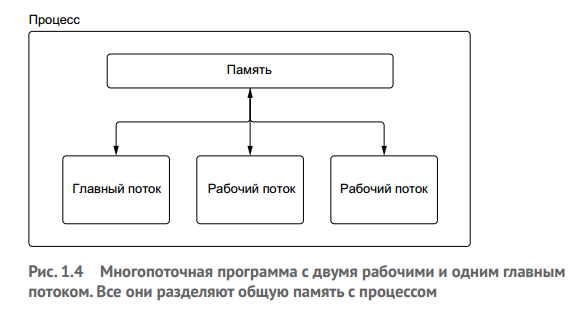 Процесс
Память
Главный поток
Рабочий поток
Рабочий поток
Рис. 1.4 Многопоточная программа с двумя рабочими и одним главным
потоком. Все они разделяют общую память с процессом